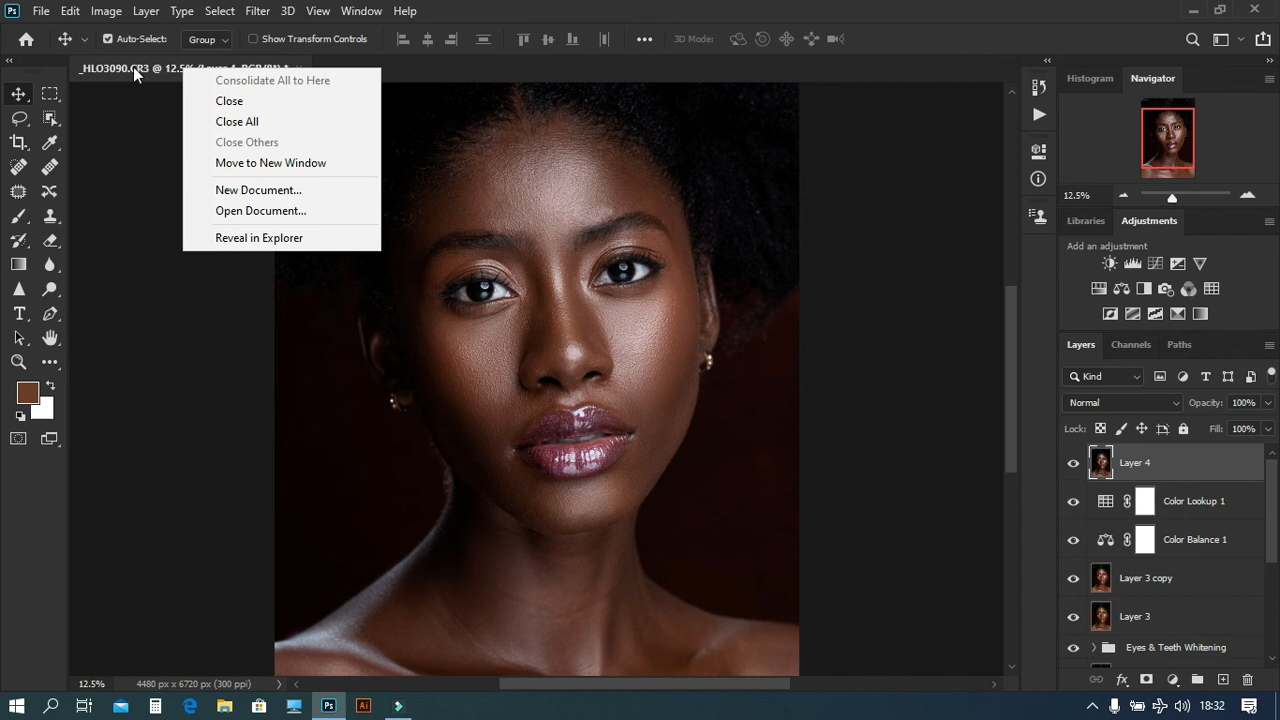 Ps File Edit Image Layer Type Select Filter 3D View Window Help
Auto-Select: Group Show Transform Controls 3D Mode:
_HLO3090.CR3 @ 12.5% (Layer 4, RGB/8*) *
Consolidate All to Here
Close
Close All
Close Others
Move to New Window
New Document...
Open Document...
Reveal in Explorer
Histogram Navigator
12.5%
Libraries Adjustments
Add an adjustment
Layers Channels Paths
Kind
Normal Opacity: 100%
Lock: Fill: 100%
Layer 4
Color Lookup 1
Color Balance 1
Layer 3 copy
Layer 3
Eyes & Teeth Whitening
12.5% 4480 px x 6720 px (300 ppi)
Ps Ai 18:32